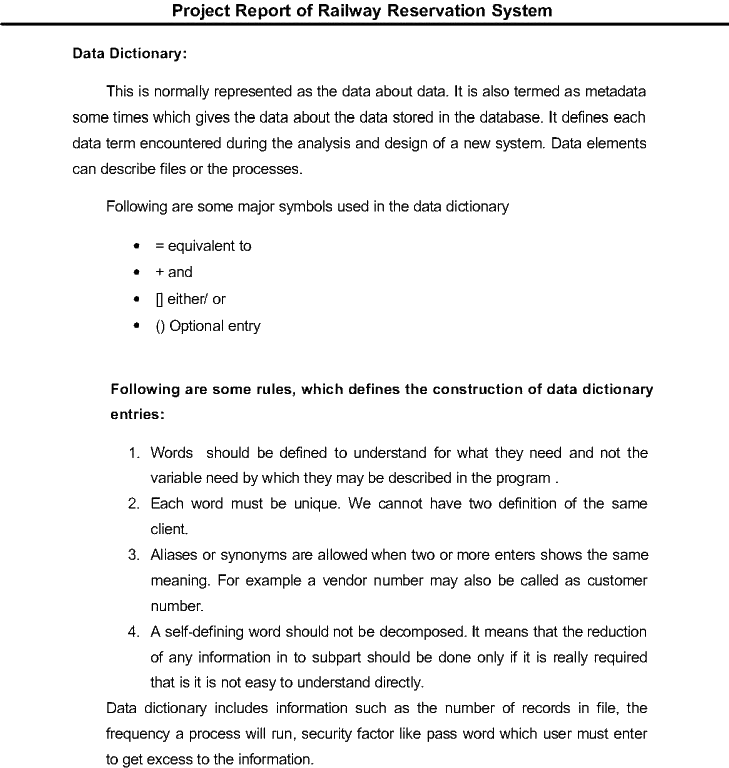 Project Report of Railway Reservation System
Data Dictionary:
This is normally represented as the data about data. It is also termed as metadata
some times which gives the data about the data stored in the database. It defines each
data term encountered during the analysis and design of a new system. Data elements
can describe files or the processes.
Following are some major symbols used in the data dictionary
• = equivalent to
• + and
• [] either/ or
• () Optional entry
Following are some rules, which defines the construction of data dictionary
entries:
1. Words should be defined to understand for what they need and not the
variable need by which they may be described in the program .
2. Each word must be unique. We cannot have two definition of the same
client.
3. Aliases or synonyms are allowed when two or more enters shows the same
meaning. For example a vendor number may also be called as customer
number.
4. A self-defining word should not be decomposed. It means that the reduction
of any information in to subpart should be done only if it is really required
that is it is not easy to understand directly.
Data dictionary includes information such as the number of records in file, the
frequency a process will run, security factor like pass word which user must enter
to get excess to the information.